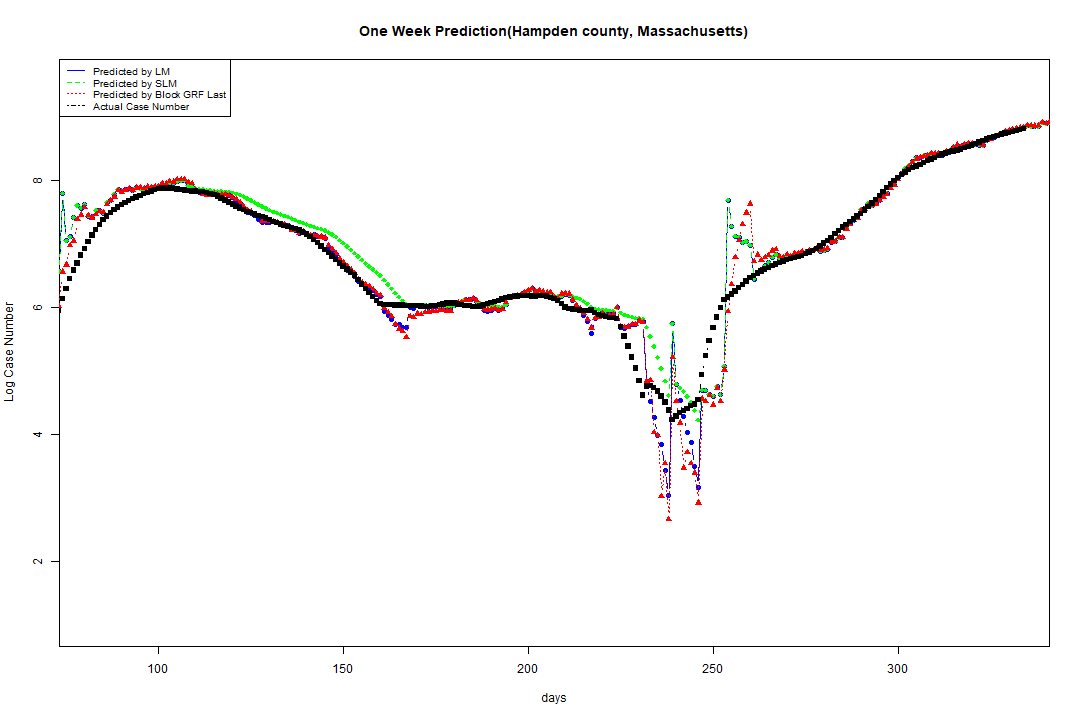 One Week Prediction(Hampden county, Massachusetts)
Predicted by LM
Predicted by SLM
Predicted by Block GRF Last
Actual Case Number
Log Case Number
8
6
4
2
100 150 200 250 300
days